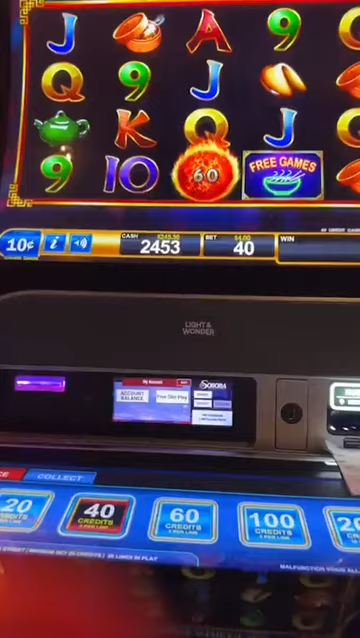 J A 9
Q 9 J
K Q J
9 10 60 FREE GAMES
10¢ i CASH $245.30 2453 BET $4.00 40 WIN
LIGHT & WONDER
My Account
ACCOUNT BALANCE Free Slot Play SONOMA
COLLECT
20 CREDITS 40 CREDITS 60 CREDITS 100 CREDITS
MALFUNCTION VOIDS ALL